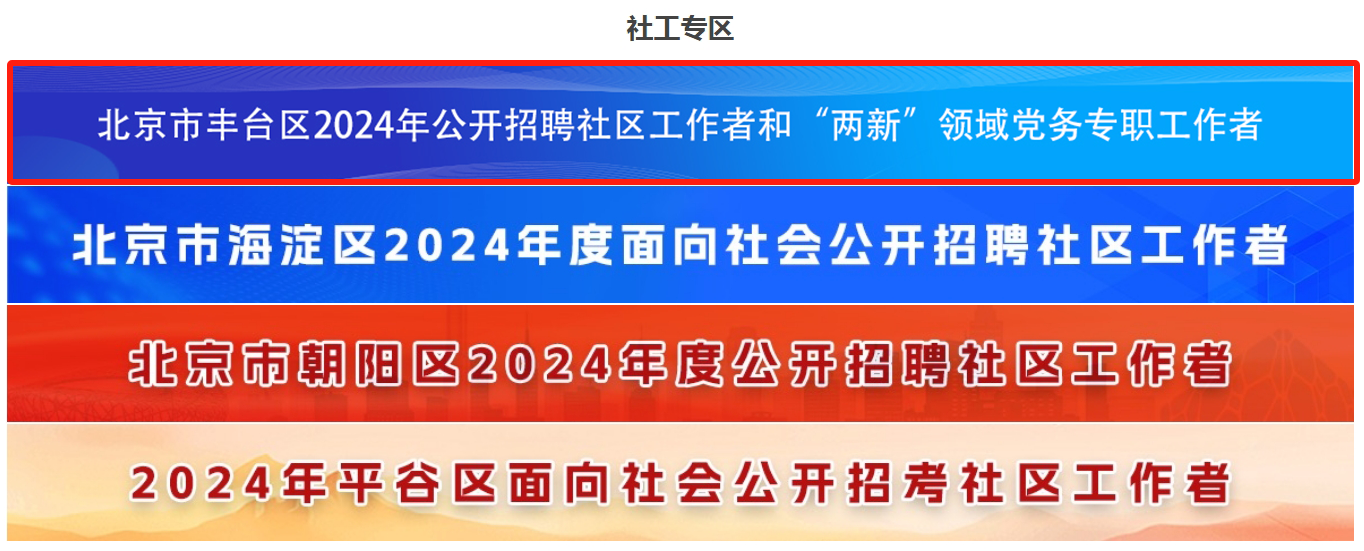 社工专区
北京市丰台区2024年公开招聘社区工作者和“两新”领域党务专职工作者
北京市海淀区2024年度面向社会公开招聘社区工作者
北京市朝阳区2024年度公开招聘社区工作者
2024年平谷区面向社会公开招考社区工作者